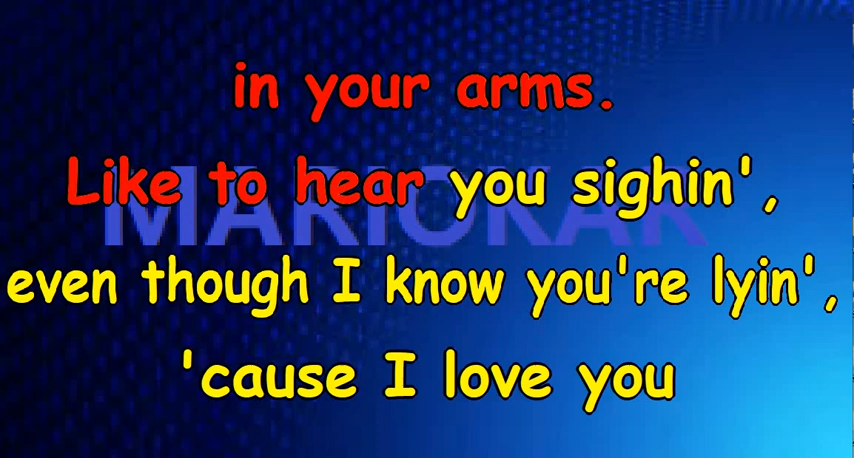 in your arms.
Like to hear you sighin',
MARIOKAR
even though I know you're lyin',
'cause I love you